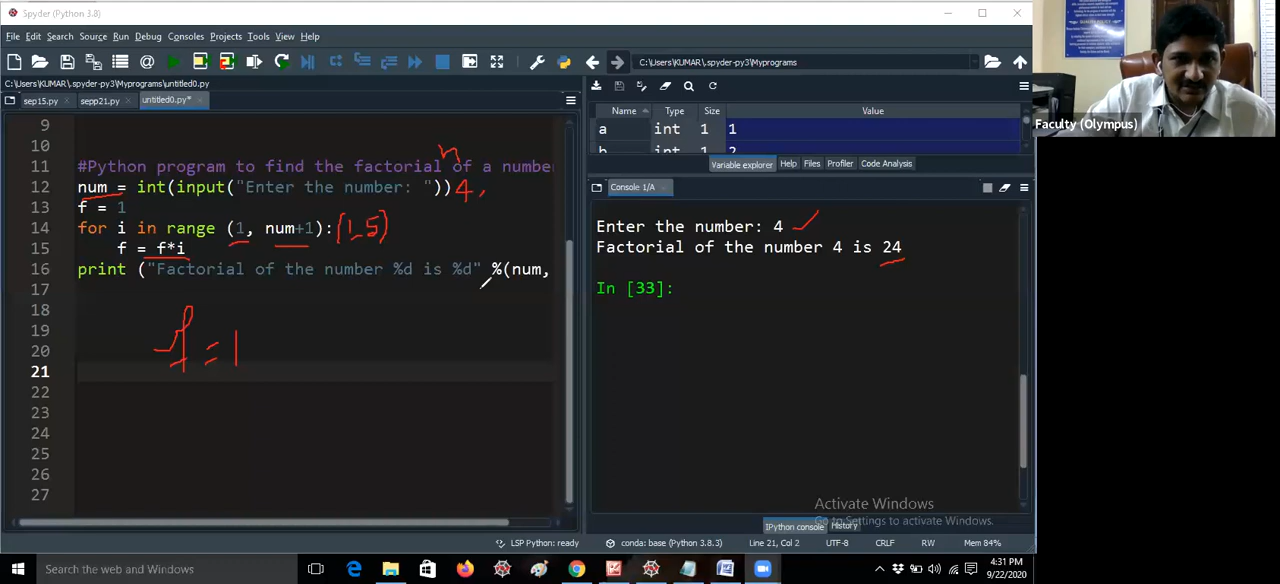 Spyder (Python 3.8)
File Edit Search Source Run Debug Consoles Projects Tools View Help
C:\Users\KUMAR\.spyder-py3\Myprograms
C:\Users\KUMAR\.spyder-py3\Myprograms\untitled0.py
sep15.py sepp21.py untitled0.py*
9
10
11 #Python program to find the factorial of a number
12 num = int(input("Enter the number: "))
13 f = 1
14 for i in range (1, num+1):
15 f = f*i
16 print ("Factorial of the number %d is %d" %(num,
17
18
19
20
21
22
23
24
25
26
27
n
4,
(1,5)
f = 1
Name Type Size Value
a int 1 1
b int 1 2
Variable explorer Help Files Profiler Code Analysis
Console 1/A
Enter the number: 4
Factorial of the number 4 is 24
In [33]:
Activate Windows
Go to Settings to activate Windows.
IPython console History
LSP Python: ready conda: base (Python 3.8.3) Line 21, Col 2 UTF-8 CRLF RW Mem 84%
Search the web and Windows
4:31 PM
9/22/2020
Faculty (Olympus)